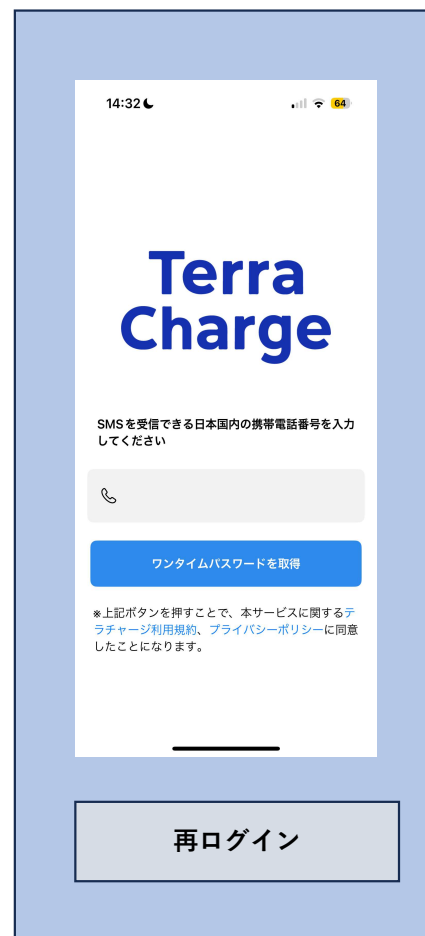 14:32
64
Terra
Charge
SMSを受信できる日本国内の携帯電話番号を入力
してください
ワンタイムパスワードを取得
※上記ボタンを押すことで、本サービスに関するテ
ラチャージ利用規約、プライバシーポリシーに同意
したことになります。
再ログイン